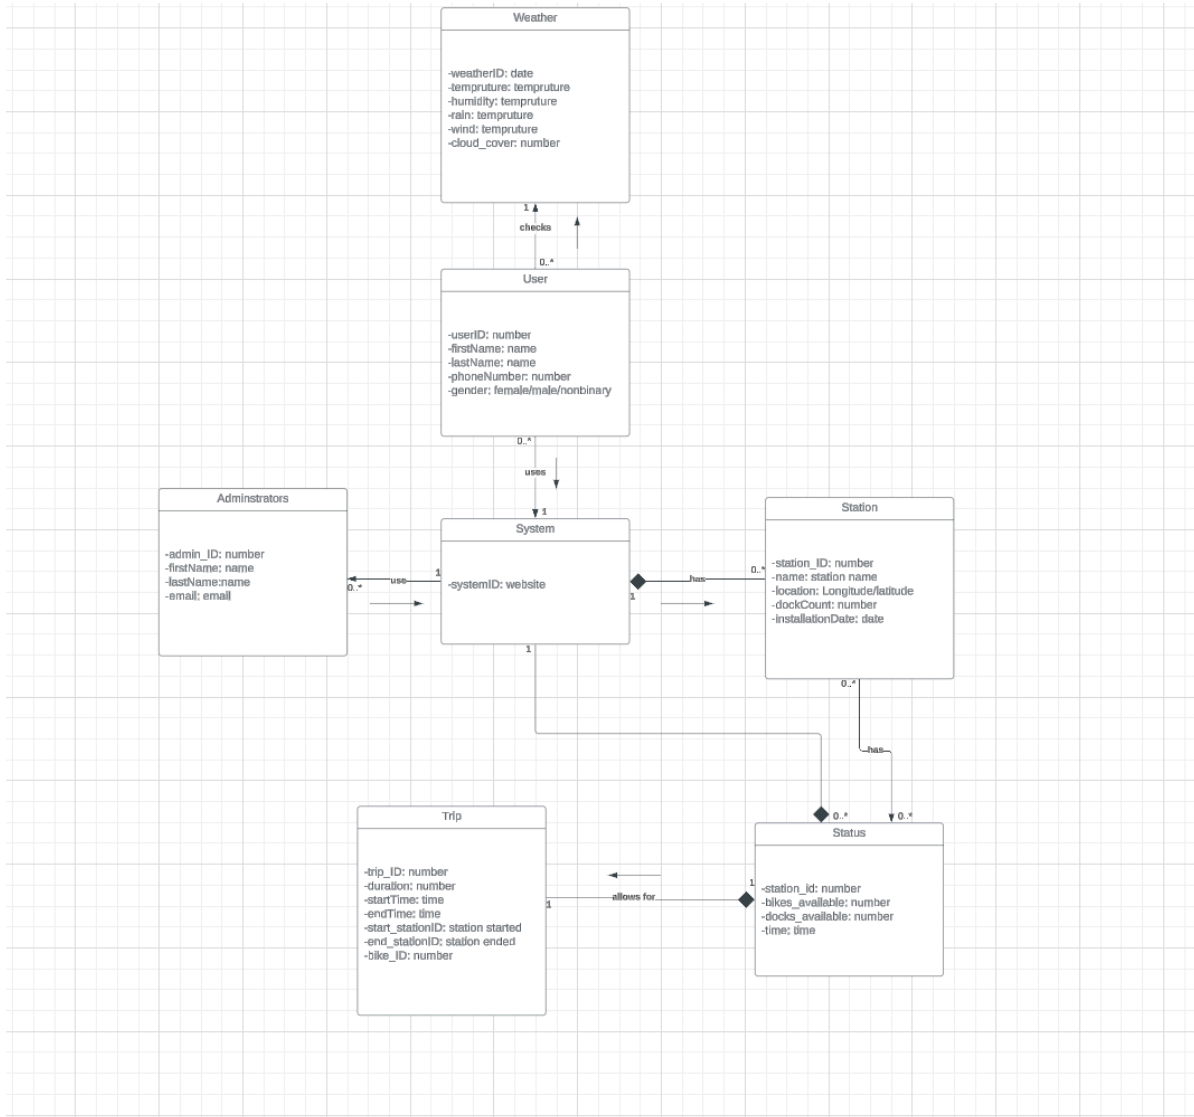 Weather
-weatherID: date
-tempruture: tempruture
-humidity: tempruture
-rain: tempruture
-wind: tempruture
-cloud_cover: number
1
checks
0..*
User
-userID: number
-firstName: name
-lastName: name
-phoneNumber: number
-gender: female/male/nonbinary
0..*
uses
1
Adminstrators
-admin_ID: number
-firstName: name
-lastName:name
-email: email
0..*
use
1
System
-systemID: website
1
has
0..*
1
Station
-station_ID: number
-name: station name
-location: Longitude/latitude
-dockCount: number
-installationDate: date
0..*
has
0..*
0..*
Trip
-trip_ID: number
-duration: number
-startTime: time
-endTime: time
-start_stationID: station started
-end_stationID: station ended
-bike_ID: number
1
allows for
1
Status
-station_id: number
-bikes_available: number
-docks_available: number
-time: time